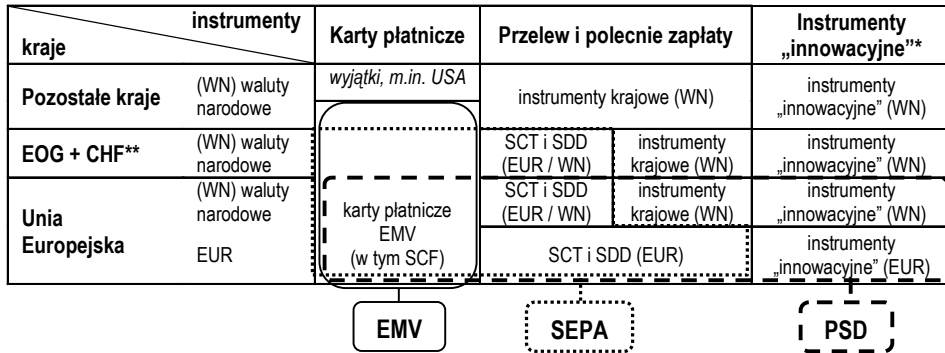 instrumenty
kraje
Karty płatnicze
Przelew i polecnie zapłaty
Instrumenty
„innowacyjne”*
Pozostałe kraje
(WN) waluty
narodowe
wyjątki, m.in. USA
instrumenty krajowe (WN)
instrumenty
„innowacyjne” (WN)
EOG + CHF**
(WN) waluty
narodowe
SCT i SDD
(EUR / WN)
instrumenty
krajowe (WN)
instrumenty
„innowacyjne” (WN)
Unia
Europejska
(WN) waluty
narodowe
EUR
karty płatnicze
EMV
(w tym SCF)
SCT i SDD
(EUR / WN)
instrumenty
krajowe (WN)
instrumenty
„innowacyjne” (WN)
SCT i SDD (EUR)
instrumenty
„innowacyjne” (EUR)
EMV
SEPA
PSD